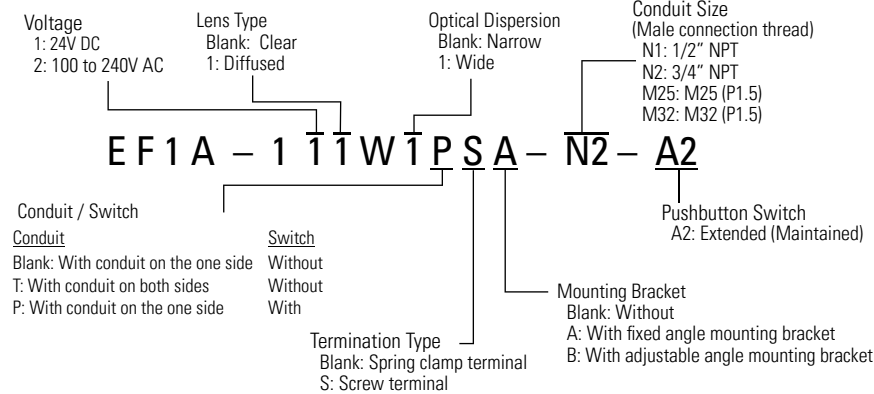 Voltage
1: 24V DC
2: 100 to 240V AC
Lens Type
Blank: Clear
1: Diffused
Optical Dispersion
Blank: Narrow
1: Wide
Conduit Size
(Male connection thread)
N1: 1/2” NPT
N2: 3/4” NPT
M25: M25 (P1.5)
M32: M32 (P1.5)
EF1A – 111W1PSA – N2 – A2
Conduit / Switch
Conduit Switch
Blank: With conduit on the one side Without
T: With conduit on both sides Without
P: With conduit on the one side With
Termination Type
Blank: Spring clamp terminal
S: Screw terminal
Mounting Bracket
Blank: Without
A: With fixed angle mounting bracket
B: With adjustable angle mounting bracket
Pushbutton Switch
A2: Extended (Maintained)